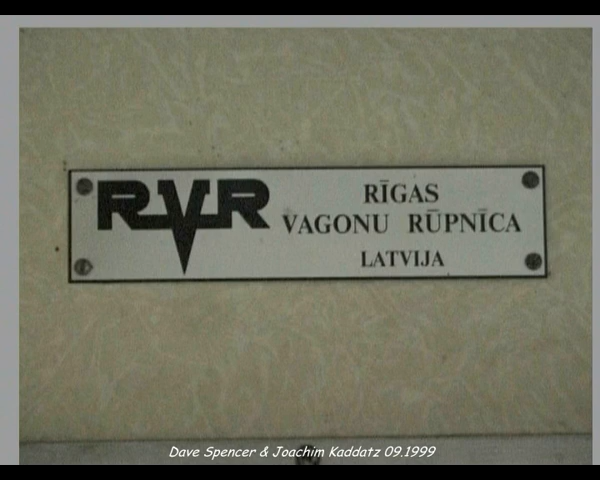 RVR
RĪGAS
VAGONU RŪPNĪCA
LATVIJA
Dave Spencer & Joachim Kaddatz 09.1999